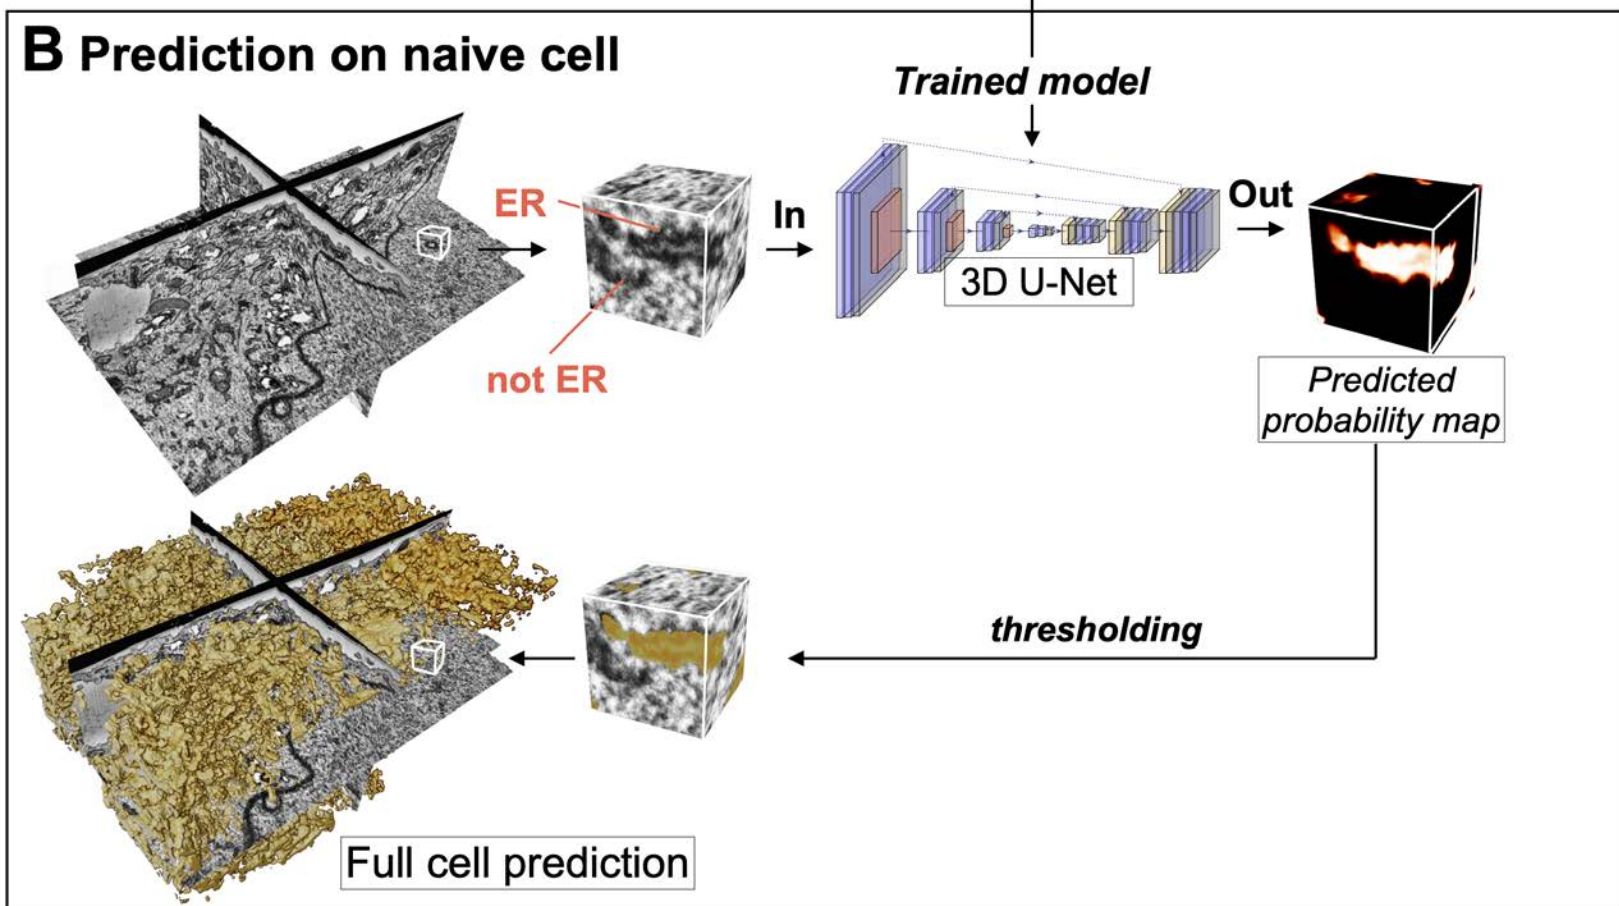 B Prediction on naive cell
Trained model
ER
not ER
In
3D U-Net
Out
Predicted
probability map
thresholding
Full cell prediction